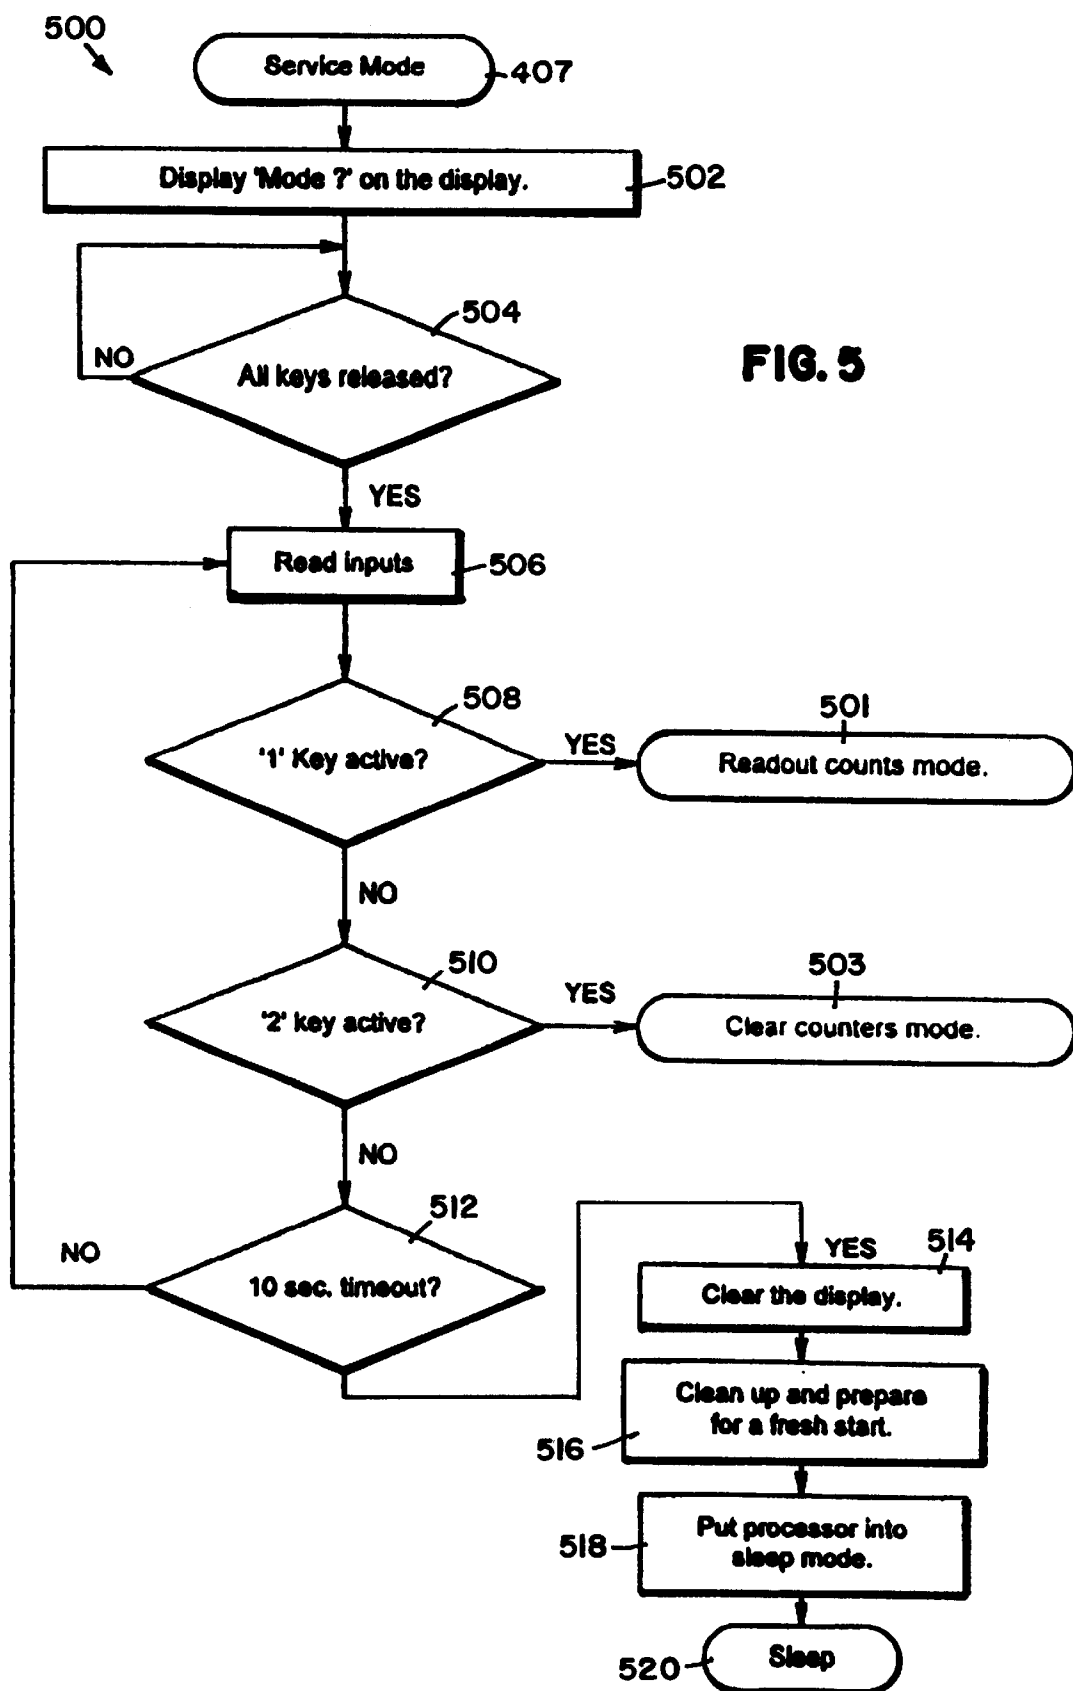 500
Service Mode
407
Display 'Mode ?' on the display.
502
504
NO
All keys released?
FIG. 5
YES
Read inputs
506
508
'1' Key active?
YES
501
Readout counts mode.
NO
510
'2' key active?
YES
503
Clear counters mode.
NO
512
NO
10 sec. timeout?
YES
514
Clear the display.
Clean up and prepare
for a fresh start.
516
Put processor into
sleep mode.
518
Sleep
520